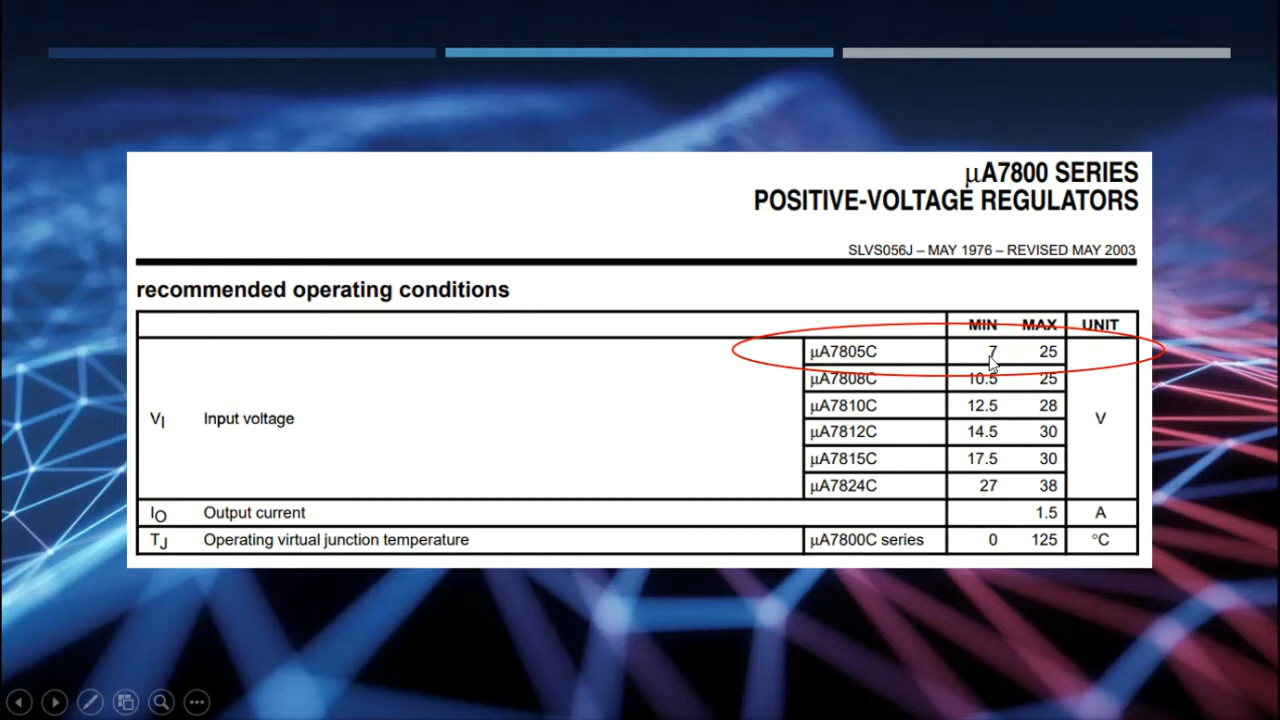 µA7800 SERIES
POSITIVE-VOLTAGE REGULATORS
SLVS056J – MAY 1976 – REVISED MAY 2003
recommended operating conditions
MIN MAX UNIT
VI Input voltage µA7805C 7 25 V
µA7808C 10.5 25
µA7810C 12.5 28
µA7812C 14.5 30
µA7815C 17.5 30
µA7824C 27 38
IO Output current 1.5 A
TJ Operating virtual junction temperature µA7800C series 0 125 °C